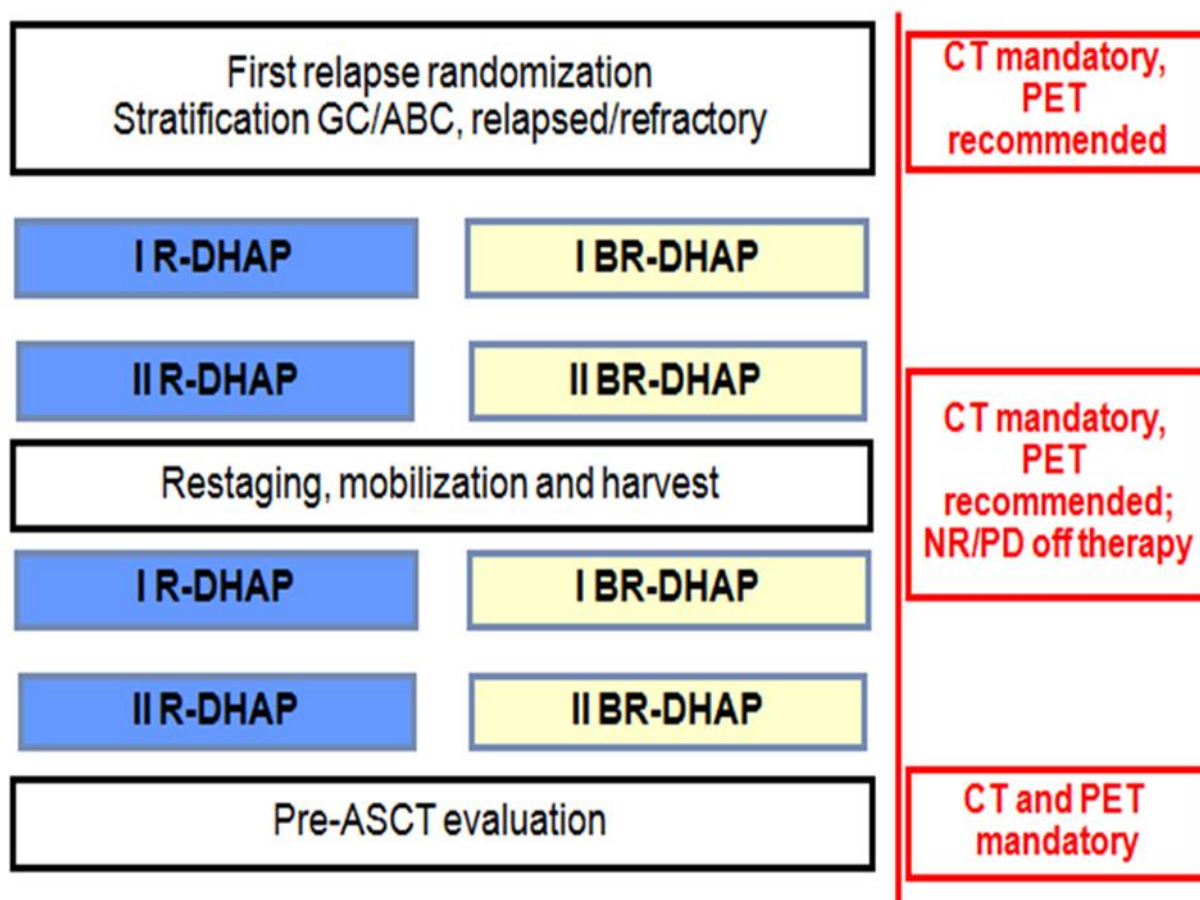 First relapse randomization
Stratification GC/ABC, relapsed/refractory
CT mandatory,
PET
recommended
I R-DHAP
I BR-DHAP
II R-DHAP
II BR-DHAP
CT mandatory,
PET
recommended;
NR/PD off therapy
Restaging, mobilization and harvest
I R-DHAP
I BR-DHAP
II R-DHAP
II BR-DHAP
Pre-ASCT evaluation
CT and PET
mandatory